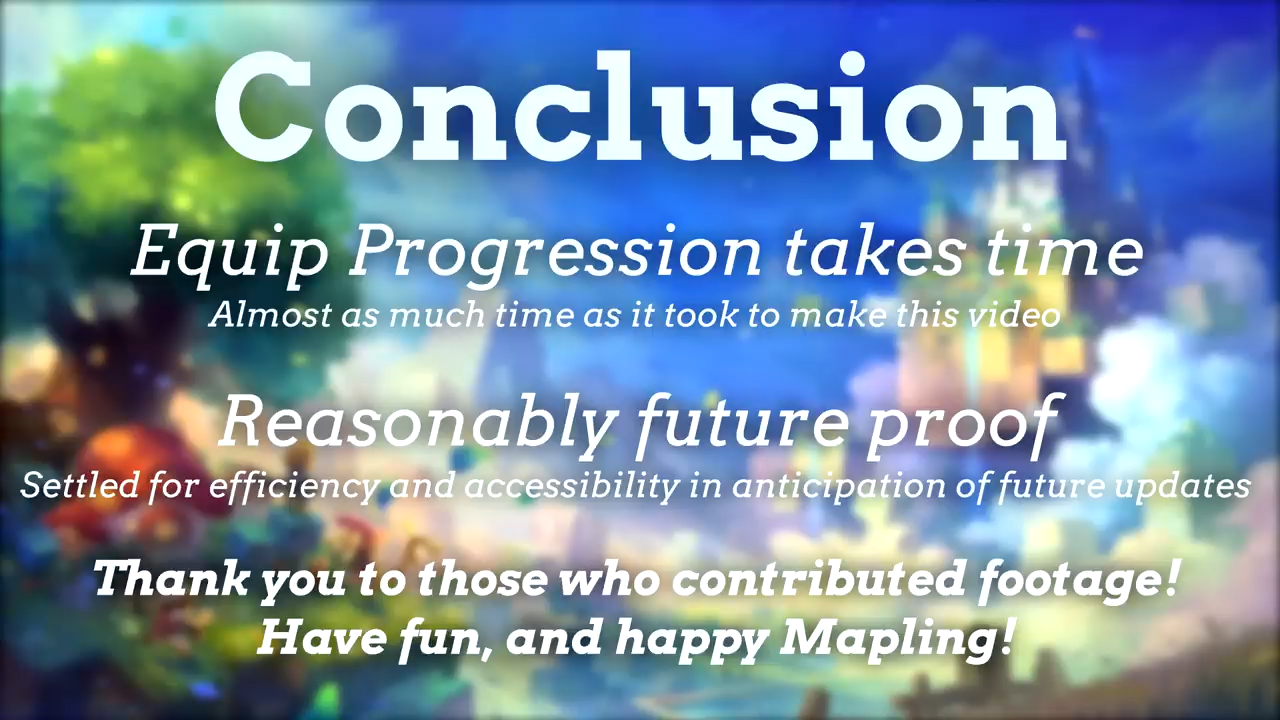 Conclusion
Equip Progression takes time
Almost as much time as it took to make this video
Reasonably future proof
Settled for efficiency and accessibility in anticipation of future updates
Thank you to those who contributed footage!
Have fun, and happy Mapling!